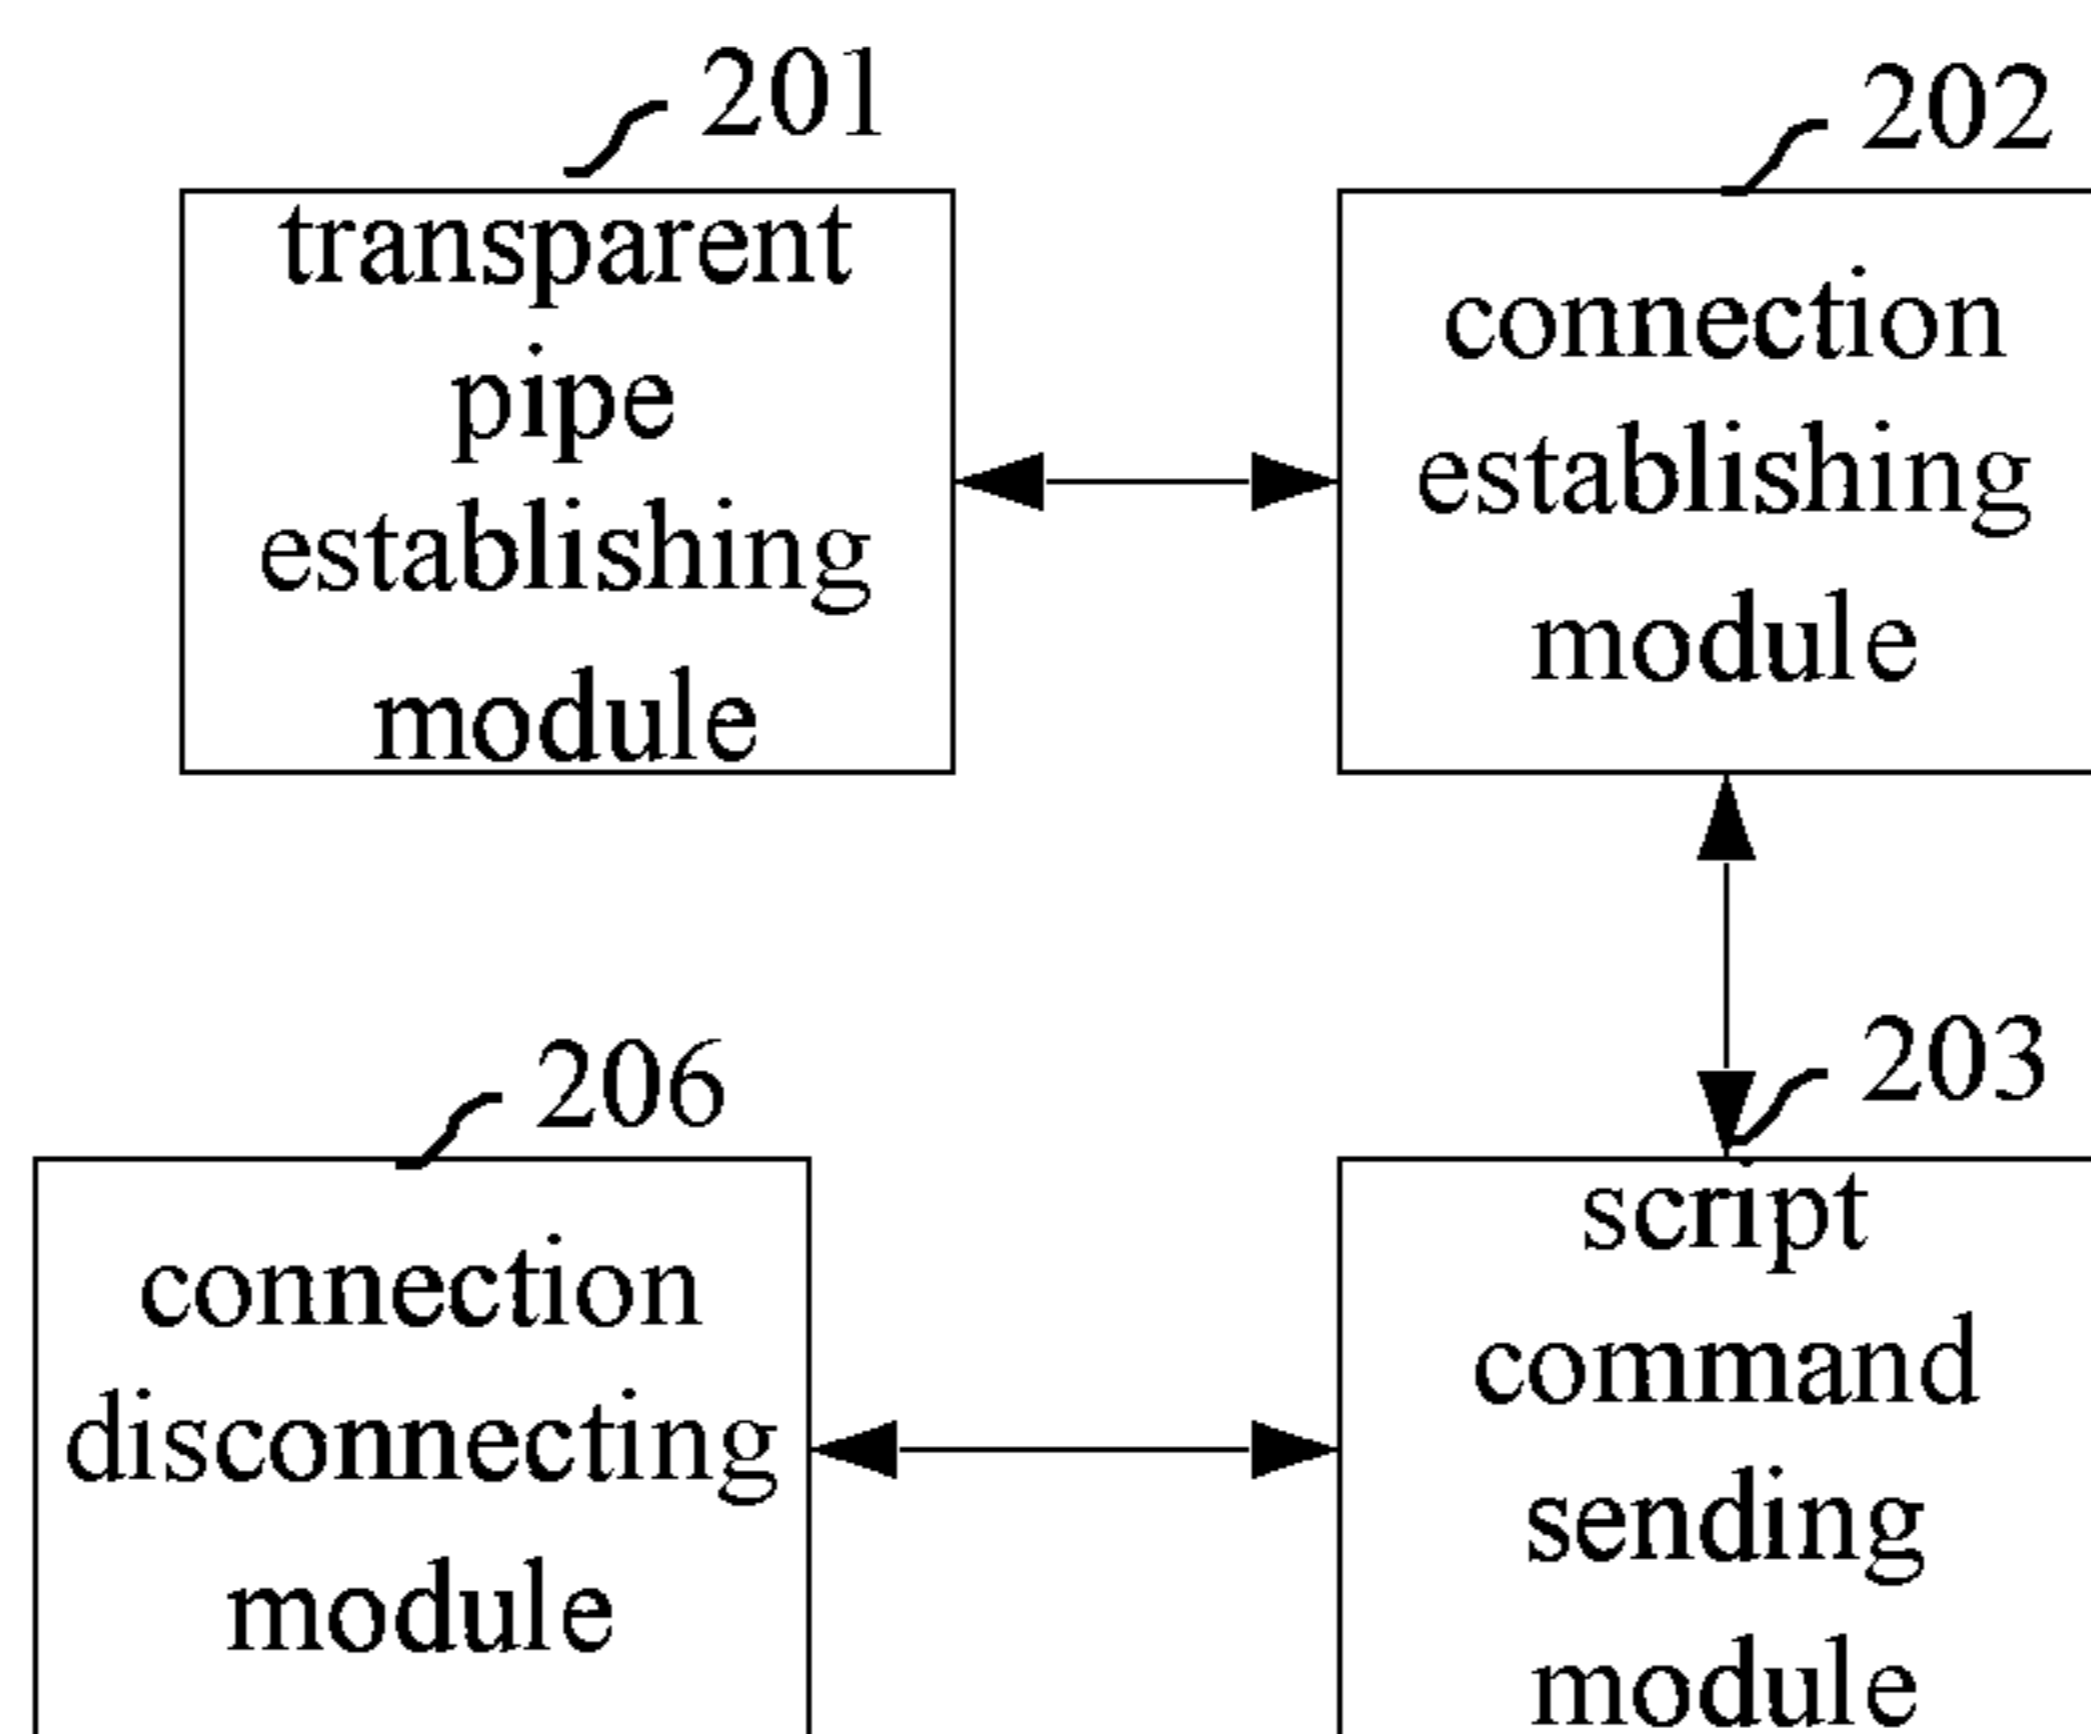 201
transparent
pipe
establishing
module
202
connection
establishing
module
206
connection
disconnecting
module
203
script
command
sending
module